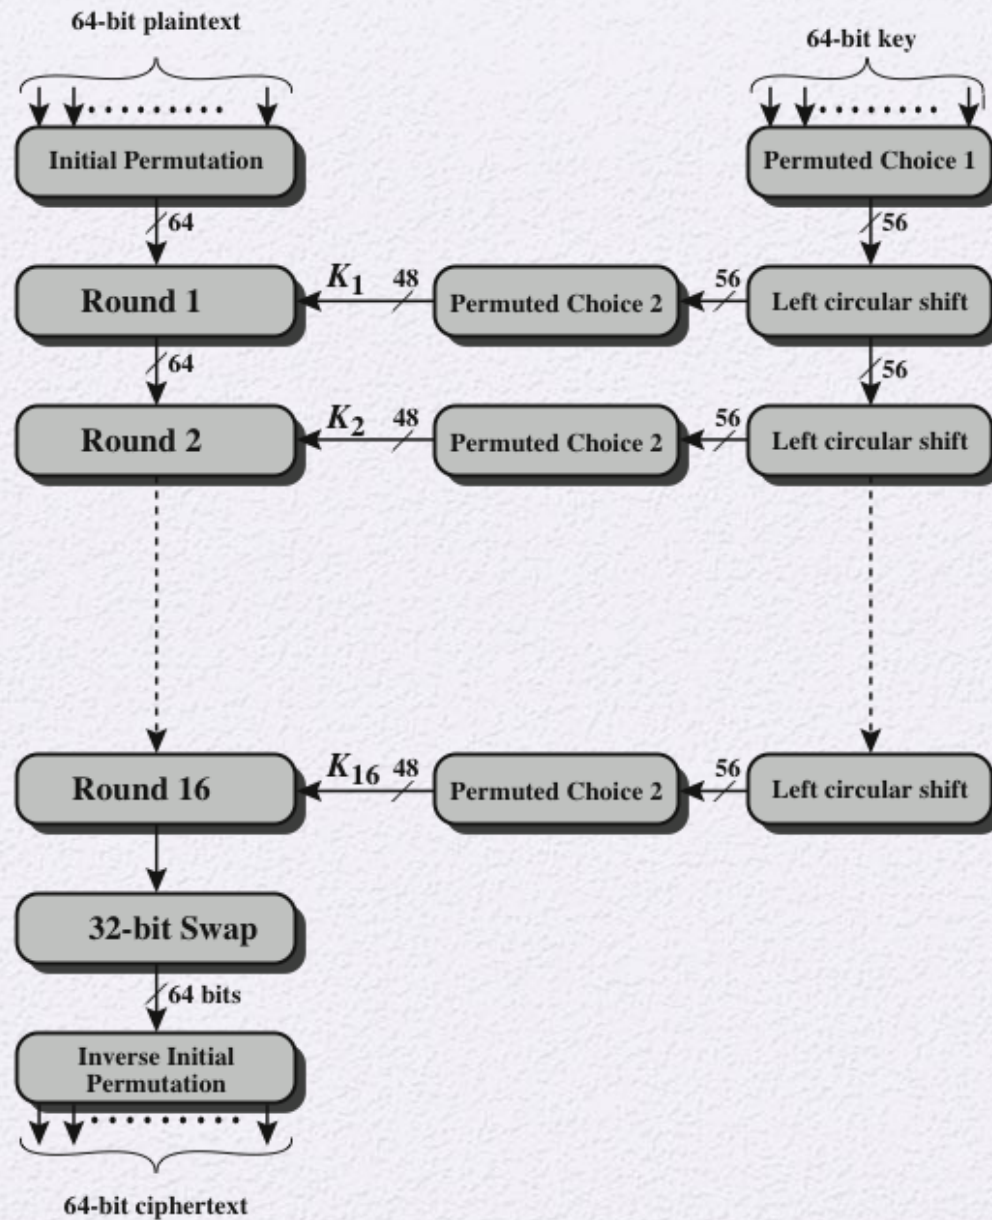 64-bit plaintext
64-bit key
Initial Permutation
Permuted Choice 1
64
56
Round 1
K1
48
Permuted Choice 2
56
Left circular shift
64
56
Round 2
K2
48
Permuted Choice 2
56
Left circular shift
Round 16
K16
48
Permuted Choice 2
56
Left circular shift
32-bit Swap
64 bits
Inverse Initial
Permutation
64-bit ciphertext